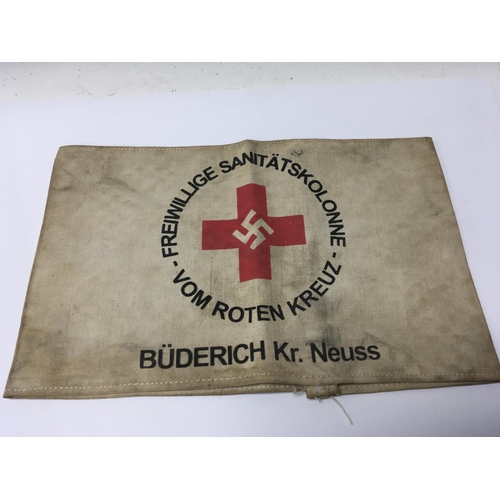 - FREIWILLIGE SANITÄTSKOLONNE -
VOM ROTEN KREUZ
BÜDERICH Kr. Neuss